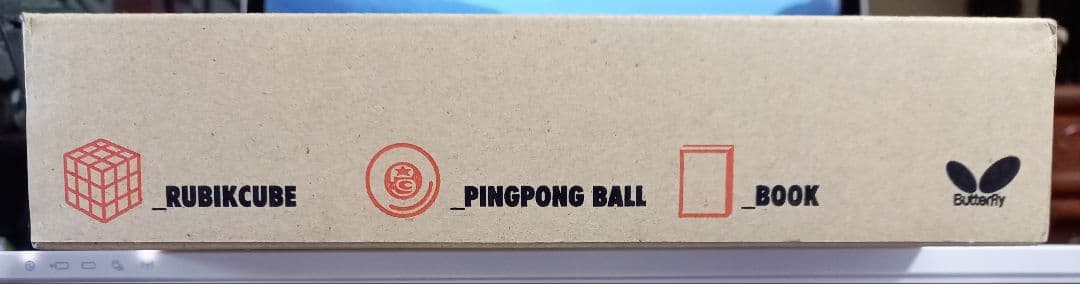 _RUBIKCUBE
_PINGPONG BALL
_BOOK
Butterfly